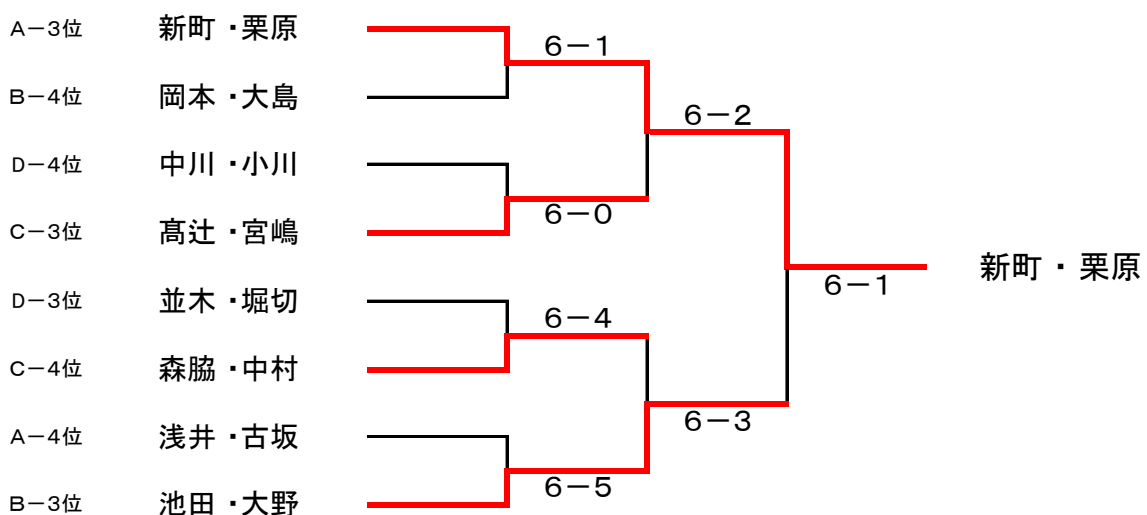 A－3位 新町・栗原
6－1
B－4位 岡本・大島
6－2
D－4位 中川・小川
6－0
C－3位 髙辻・宮嶋
新町・栗原
6－1
D－3位 並木・堀切
6－4
C－4位 森脇・中村
6－3
A－4位 浅井・古坂
6－5
B－3位 池田・大野